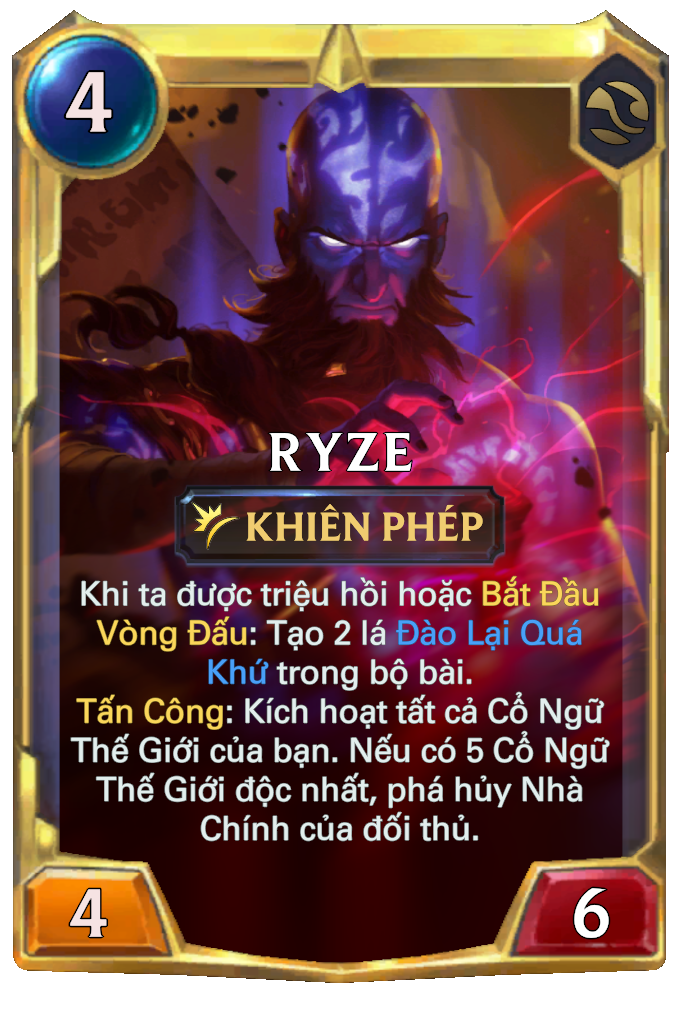 4
RYZE
KHIÊN PHÉP
Khi ta được triệu hồi hoặc Bắt Đầu
Vòng Đấu: Tạo 2 lá Đào Lại Quá
Khứ trong bộ bài.
Tấn Công: Kích hoạt tất cả Cổ Ngữ
Thế Giới của bạn. Nếu có 5 Cổ Ngữ
Thế Giới độc nhất, phá hủy Nhà
Chính của đối thủ.
4
6